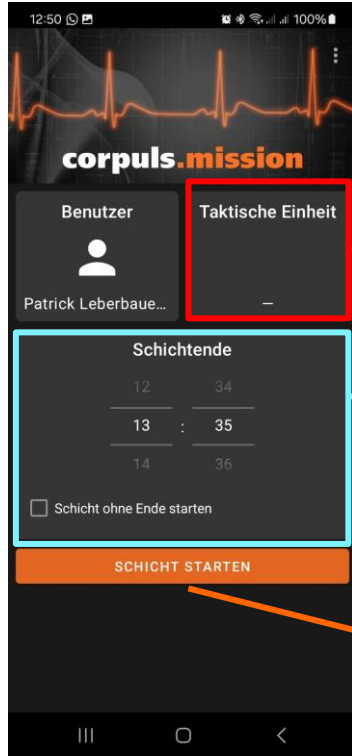 12:50 100%
corpuls.mission
Benutzer
Taktische Einheit
Patrick Leberbaue...
–
Schichtende
12 34
13 : 35
14 36
Schicht ohne Ende starten
SCHICHT STARTEN